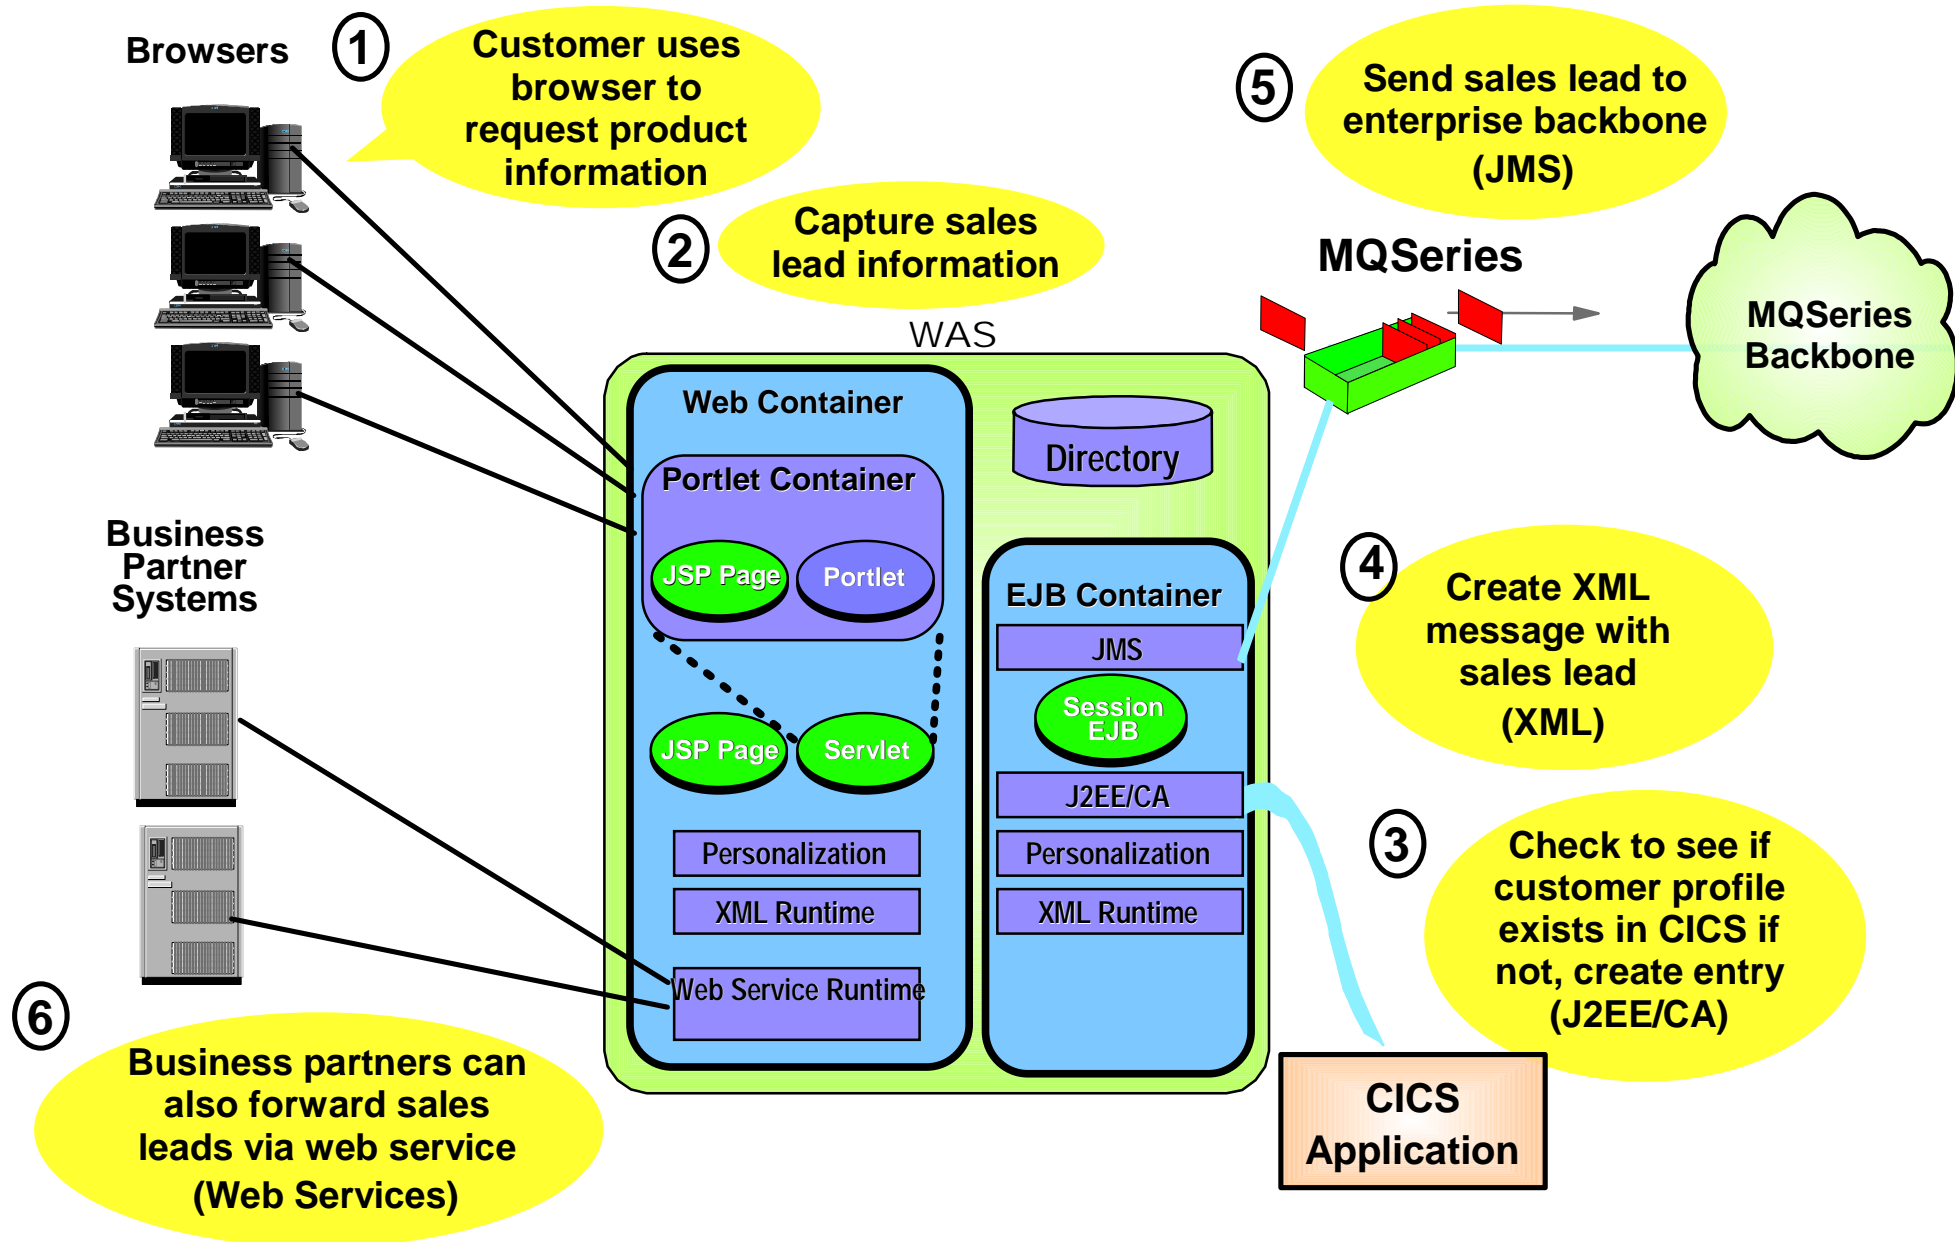 Browsers
1
Customer uses
browser to
request product
information
5
Send sales lead to
enterprise backbone
(JMS)
2
Capture sales
lead information
MQSeries
MQSeries
Backbone
WAS
Web Container
Directory
Portlet Container
JSP Page
Portlet
Business
Partner
Systems
EJB Container
JMS
Session
EJB
J2EE/CA
Personalization
XML Runtime
4
Create XML
message with
sales lead
(XML)
JSP Page
Servlet
Personalization
XML Runtime
Web Service Runtime
3
Check to see if
customer profile
exists in CICS if
not, create entry
(J2EE/CA)
6
Business partners can
also forward sales
leads via web service
(Web Services)
CICS
Application